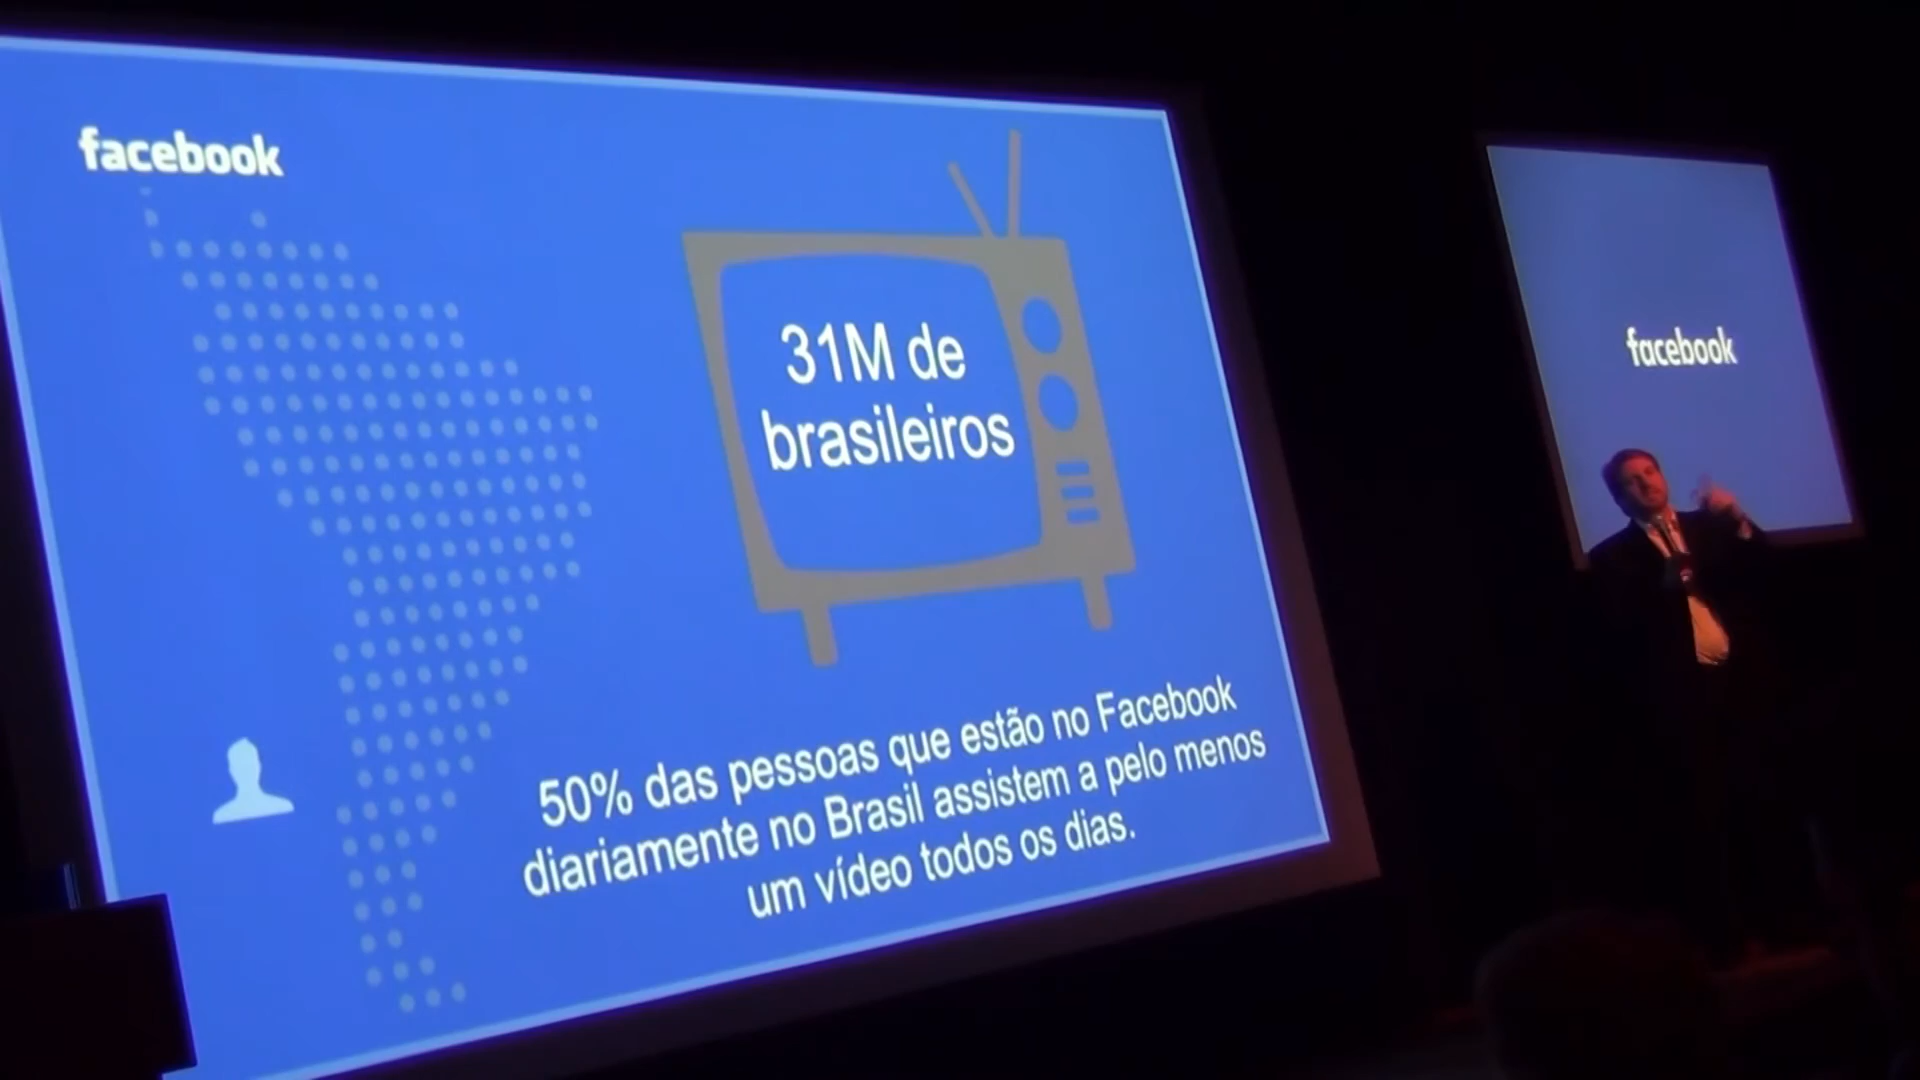 facebook
31M de
brasileiros
50% das pessoas que estão no Facebook
diariamente no Brasil assistem a pelo menos
um vídeo todos os dias.
facebook